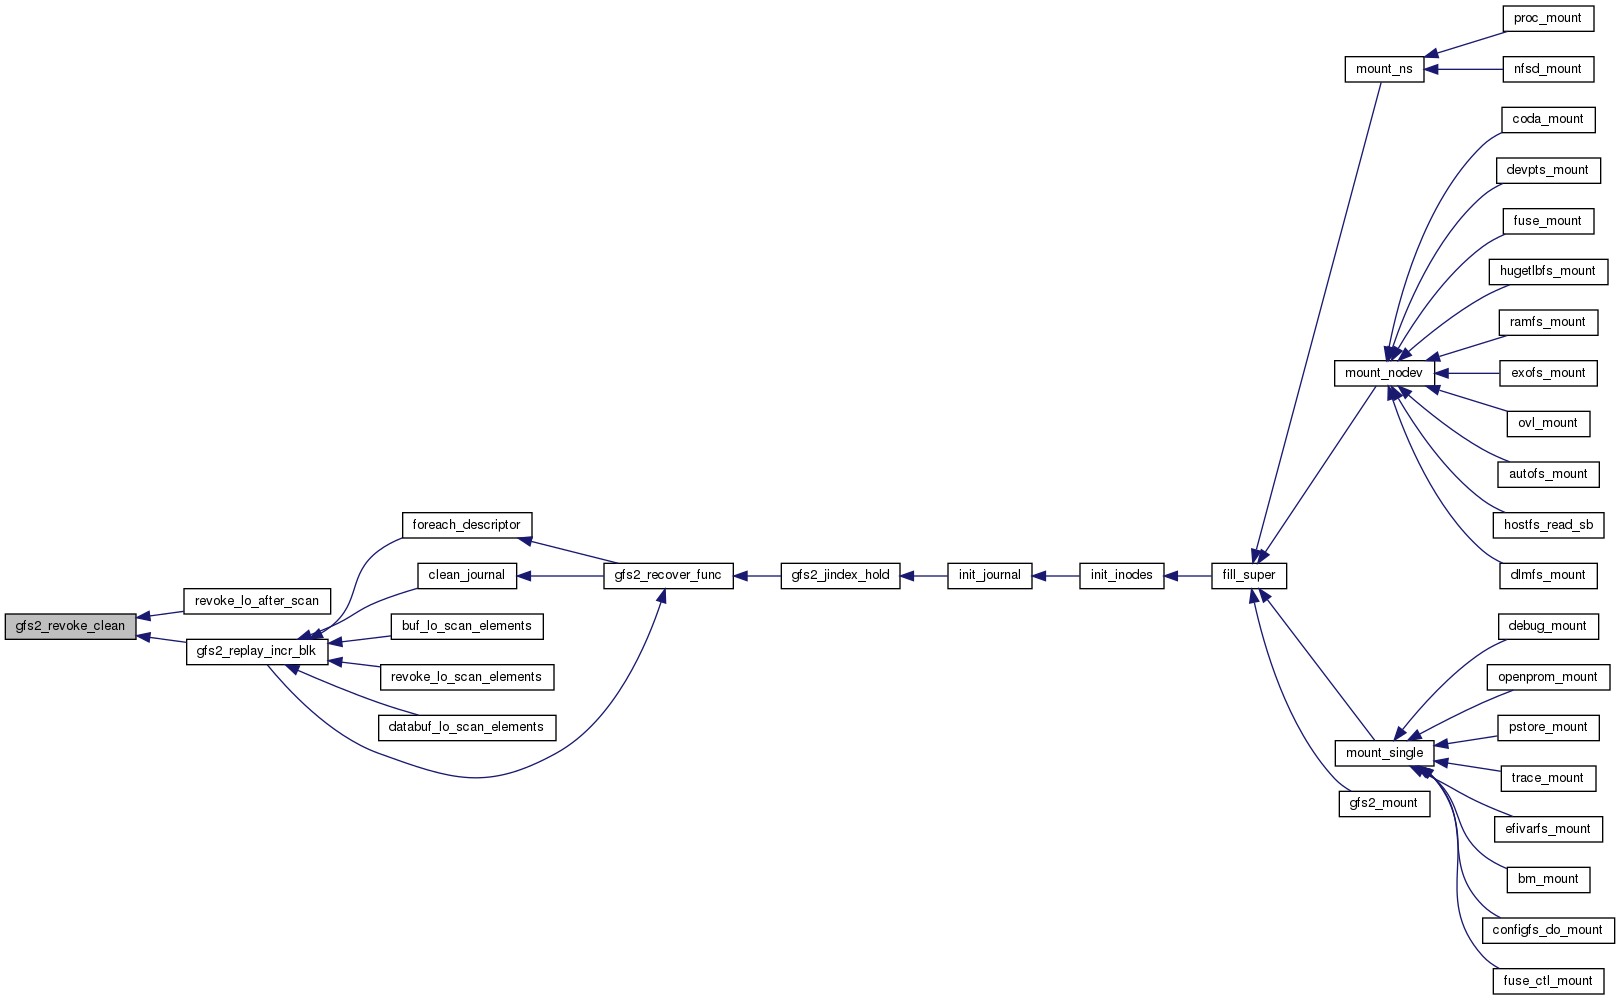 proc_mount
mount_ns
nfsd_mount
coda_mount
devpts_mount
fuse_mount
hugetlbfs_mount
ramfs_mount
mount_nodev
exofs_mount
ovl_mount
autofs_mount
hostfs_read_sb
foreach_descriptor
clean_journal
gfs2_recover_func
gfs2_jindex_hold
init_journal
init_inodes
fill_super
dlmfs_mount
revoke_lo_after_scan
gfs2_revoke_clean
buf_lo_scan_elements
debug_mount
gfs2_replay_incr_blk
revoke_lo_scan_elements
openprom_mount
databuf_lo_scan_elements
pstore_mount
mount_single
trace_mount
gfs2_mount
efivarfs_mount
bm_mount
configfs_do_mount
fuse_ctl_mount